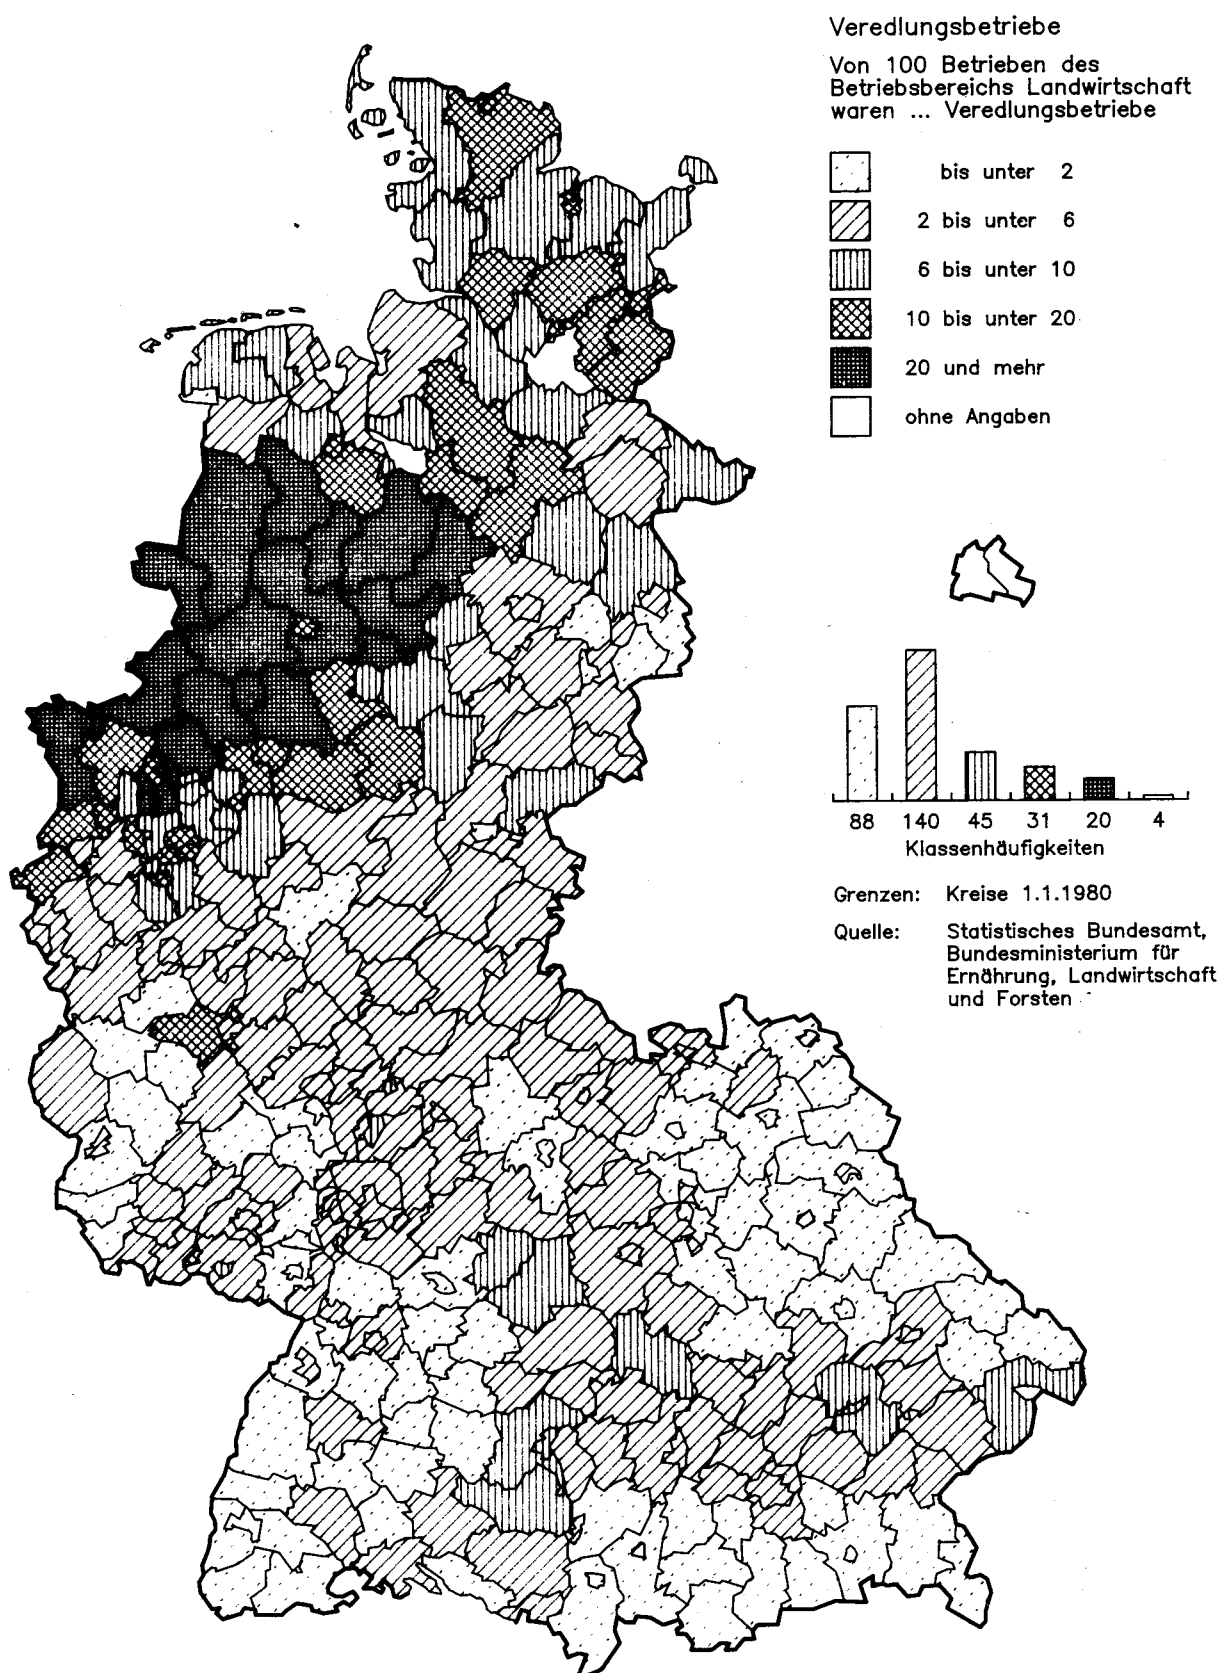 Veredlungsbetriebe
Von 100 Betrieben des
Betriebsbereichs Landwirtschaft
waren ... Veredlungsbetriebe
bis unter 2
2 bis unter 6
6 bis unter 10
10 bis unter 20
20 und mehr
ohne Angaben
88 140 45 31 20 4
Klassenhäufigkeiten
Grenzen: Kreise 1.1.1980
Quelle: Statistisches Bundesamt,
Bundesministerium für
Ernährung, Landwirtschaft
und Forsten